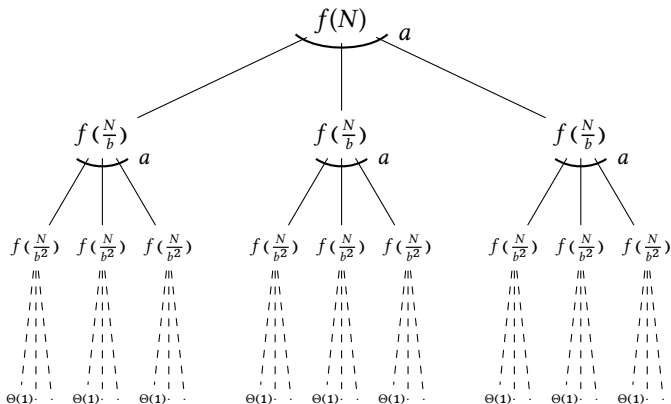 f(N) a
f(N/b) a f(N/b) a f(N/b) a
f(N/b²) f(N/b²) f(N/b²) f(N/b²) f(N/b²) f(N/b²) f(N/b²) f(N/b²) f(N/b²)
Θ(1)· · Θ(1)· · Θ(1)· · Θ(1)· · Θ(1)· · Θ(1)· · Θ(1)· · Θ(1)· · Θ(1)· ·